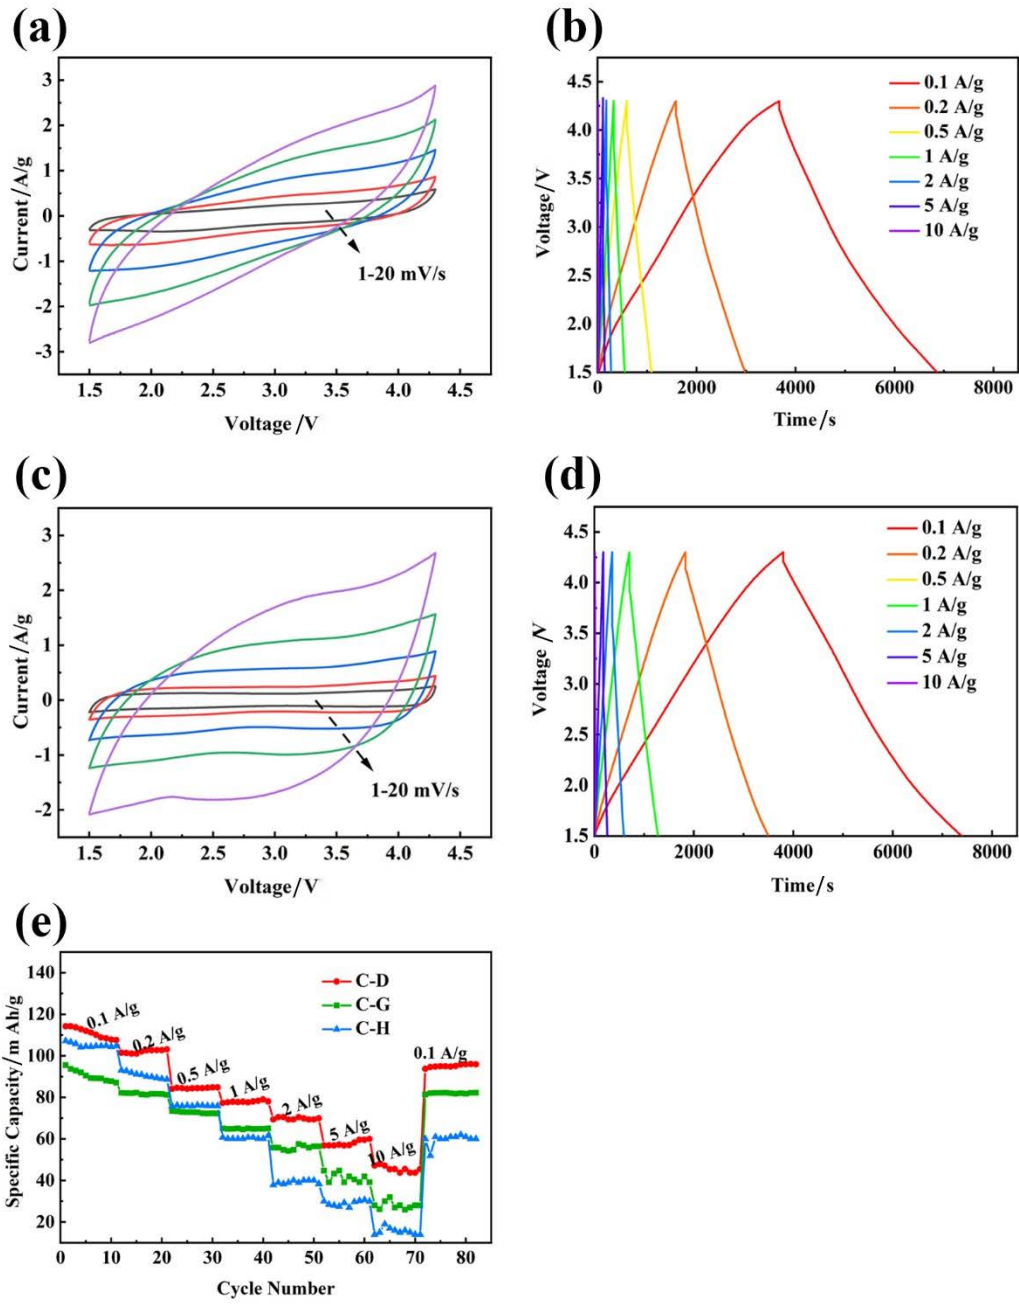 (a)
3
2
1
0
-1
-2
-3
Current /A/g
1-20 mV/s
1.5 2.0 2.5 3.0 3.5 4.0 4.5
Voltage /V
(b)
4.5
4.0
3.5
3.0
2.5
2.0
1.5
Voltage/V
0.1 A/g
0.2 A/g
0.5 A/g
1 A/g
2 A/g
5 A/g
10 A/g
0 2000 4000 6000 8000
Time/s
(c)
3
2
1
0
-1
-2
Current /A/g
1-20 mV/s
1.5 2.0 2.5 3.0 3.5 4.0 4.5
Voltage/V
(d)
4.5
4.0
3.5
3.0
2.5
2.0
1.5
Voltage /V
0.1 A/g
0.2 A/g
0.5 A/g
1 A/g
2 A/g
5 A/g
10 A/g
0 2000 4000 6000 8000
Time/s
(e)
140
120
100
80
60
40
20
Specific Capacity/m Ah/g
C-D
C-G
C-H
0.1 A/g
0.2 A/g
0.5 A/g
1 A/g
2 A/g
5 A/g
10 A/g
0.1 A/g
0 10 20 30 40 50 60 70 80
Cycle Number